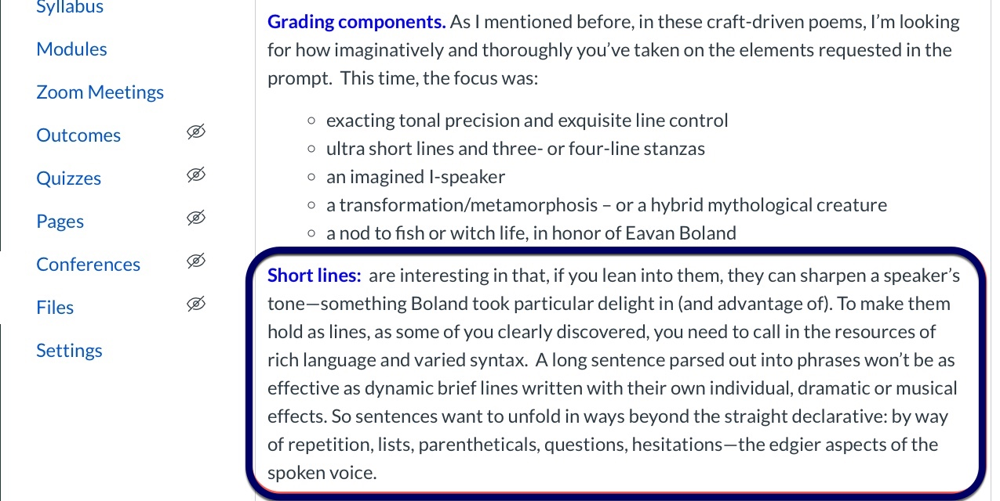 Syllabus
Modules
Zoom Meetings
Outcomes
Quizzes
Pages
Conferences
Files
Settings
Grading components. As I mentioned before, in these craft-driven poems, I’m looking
for how imaginatively and thoroughly you’ve taken on the elements requested in the
prompt.  This time, the focus was:
exacting tonal precision and exquisite line control
ultra short lines and three- or four-line stanzas
an imagined I-speaker
a transformation/metamorphosis – or a hybrid mythological creature
a nod to fish or witch life, in honor of Eavan Boland
Short lines:  are interesting in that, if you lean into them, they can sharpen a speaker’s
tone—something Boland took particular delight in (and advantage of). To make them
hold as lines, as some of you clearly discovered, you need to call in the resources of
rich language and varied syntax.  A long sentence parsed out into phrases won’t be as
effective as dynamic brief lines written with their own individual, dramatic or musical
effects. So sentences want to unfold in ways beyond the straight declarative: by way
of repetition, lists, parentheticals, questions, hesitations—the edgier aspects of the
spoken voice.